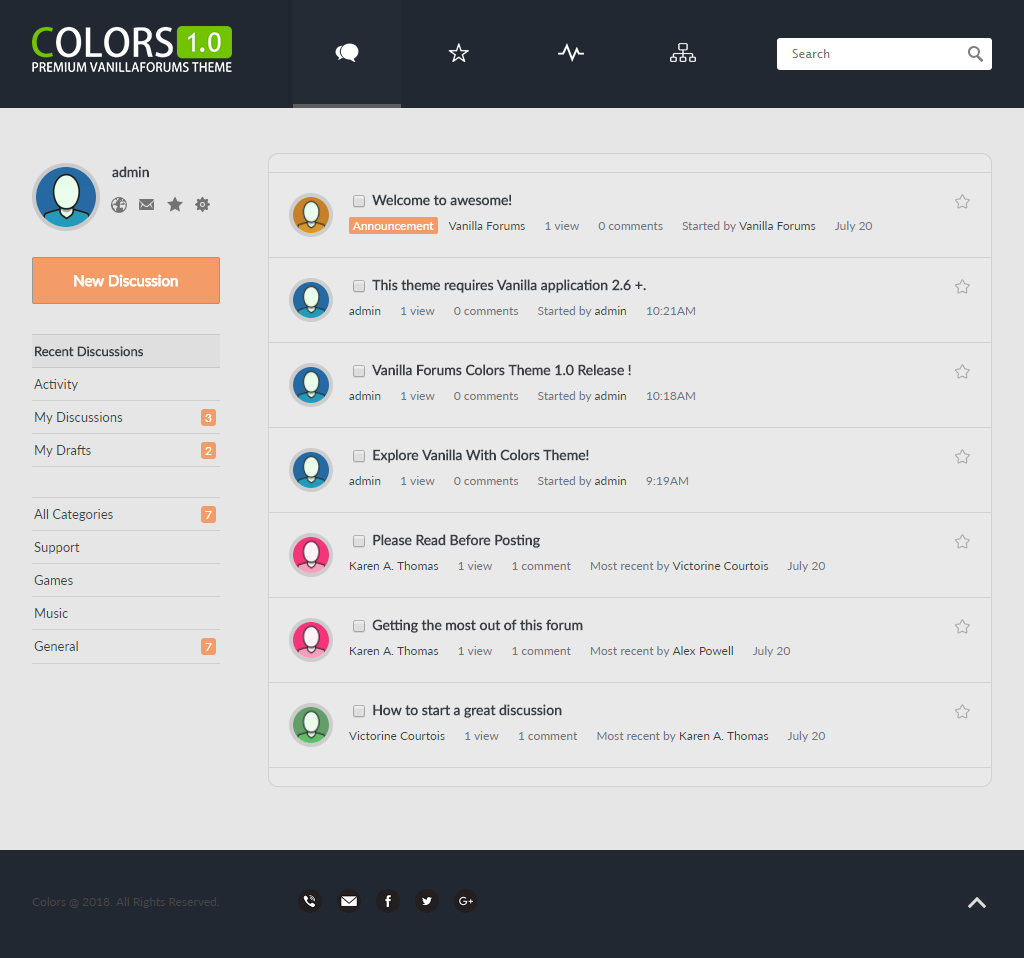 COLORS 1.0
PREMIUM VANILLAFORUMS THEME
Search
admin
New Discussion
Recent Discussions
Activity
My Discussions 3
My Drafts 2
All Categories 7
Support
Games
Music
General 7
Welcome to awesome!
Announcement Vanilla Forums 1 view 0 comments Started by Vanilla Forums July 20
This theme requires Vanilla application 2.6 +.
admin 1 view 0 comments Started by admin 10:21AM
Vanilla Forums Colors Theme 1.0 Release !
admin 1 view 0 comments Started by admin 10:18AM
Explore Vanilla With Colors Theme!
admin 1 view 0 comments Started by admin 9:19AM
Please Read Before Posting
Karen A. Thomas 1 view 1 comment Most recent by Victorine Courtois July 20
Getting the most out of this forum
Karen A. Thomas 1 view 1 comment Most recent by Alex Powell July 20
How to start a great discussion
Victorine Courtois 1 view 1 comment Most recent by Karen A. Thomas July 20
Colors @ 2018. All Rights Reserved.
f G+